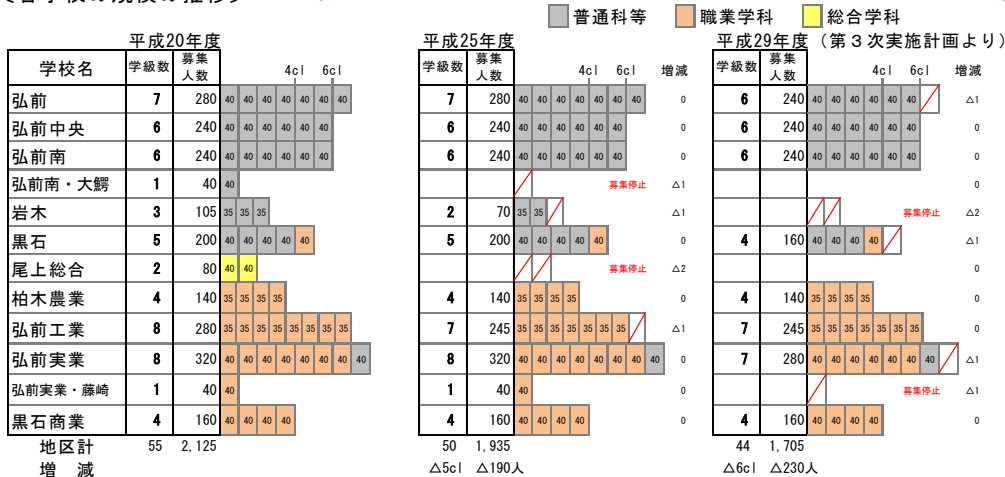 普通科等 職業学科 総合学科
平成20年度 平成25年度 平成29年度（第３次実施計画より）
学校名 学級数 募集人数 4cl 6cl 学級数 募集人数 4cl 6cl 増減 学級数 募集人数 4cl 6cl 増減
弘前 7 280 40 40 40 40 40 40 40 7 280 40 40 40 40 40 40 40 0 6 240 40 40 40 40 40 40 △1
弘前中央 6 240 40 40 40 40 40 40 6 240 40 40 40 40 40 40 0 6 240 40 40 40 40 40 40 0
弘前南 6 240 40 40 40 40 40 40 6 240 40 40 40 40 40 40 0 6 240 40 40 40 40 40 40 0
弘前南・大鰐 1 40 40 募集停止 △1 0
岩木 3 105 35 35 35 2 70 35 35 △1 募集停止 △2
黒石 5 200 40 40 40 40 40 5 200 40 40 40 40 40 0 4 160 40 40 40 40 △1
尾上総合 2 80 40 40 募集停止 △2 0
柏木農業 4 140 35 35 35 35 4 140 35 35 35 35 0 4 140 35 35 35 35 0
弘前工業 8 280 35 35 35 35 35 35 35 35 7 245 35 35 35 35 35 35 35 △1 7 245 35 35 35 35 35 35 35 0
弘前実業 8 320 40 40 40 40 40 40 40 40 8 320 40 40 40 40 40 40 40 40 0 7 280 40 40 40 40 40 40 40 △1
弘前実業・藤崎 1 40 40 1 40 40 0 募集停止 △1
黒石商業 4 160 40 40 40 40 4 160 40 40 40 40 0 4 160 40 40 40 40 0
地区計 55 2,125 50 1,935 44 1,705
増 減 △5cl △190人 △6cl △230人